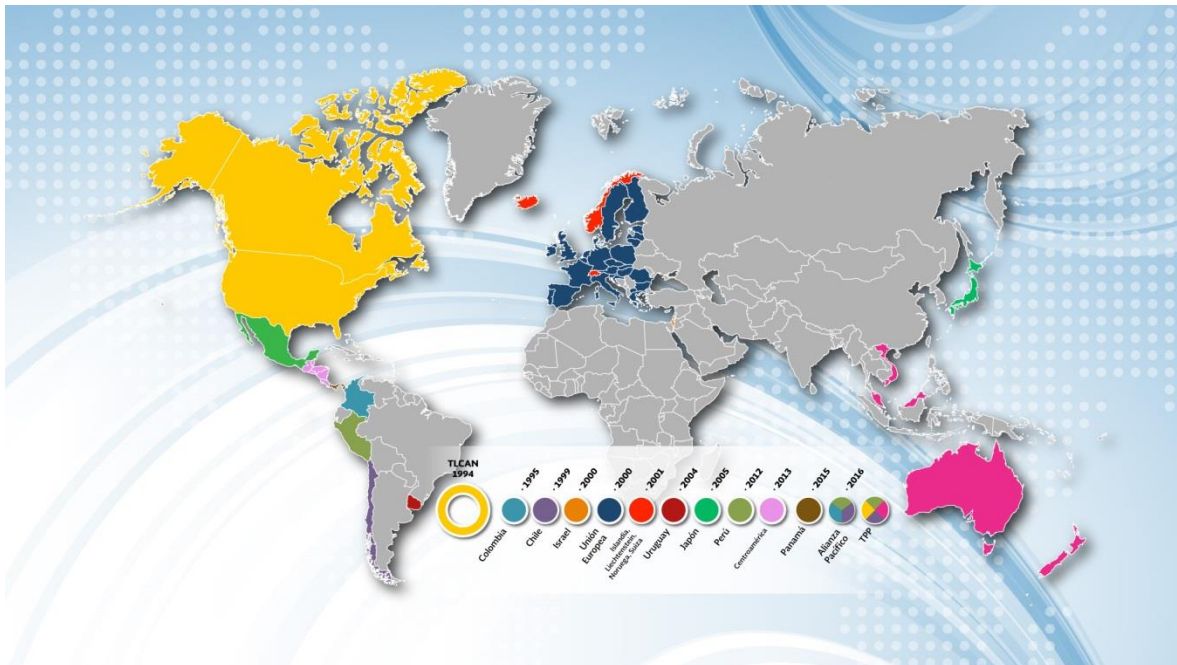 TLCAN
1994
- 1995
- 1999
- 2000
- 2000
- 2001
- 2004
- 2005
- 2012
- 2013
- 2015
- 2016
Colombia
Chile
Israel
Unión
Europea
Islandia,
Liechtenstein,
Noruega, Suiza
Uruguay
Japón
Perú
Centroamérica
Panamá
Alianza
Pacífico
TPP